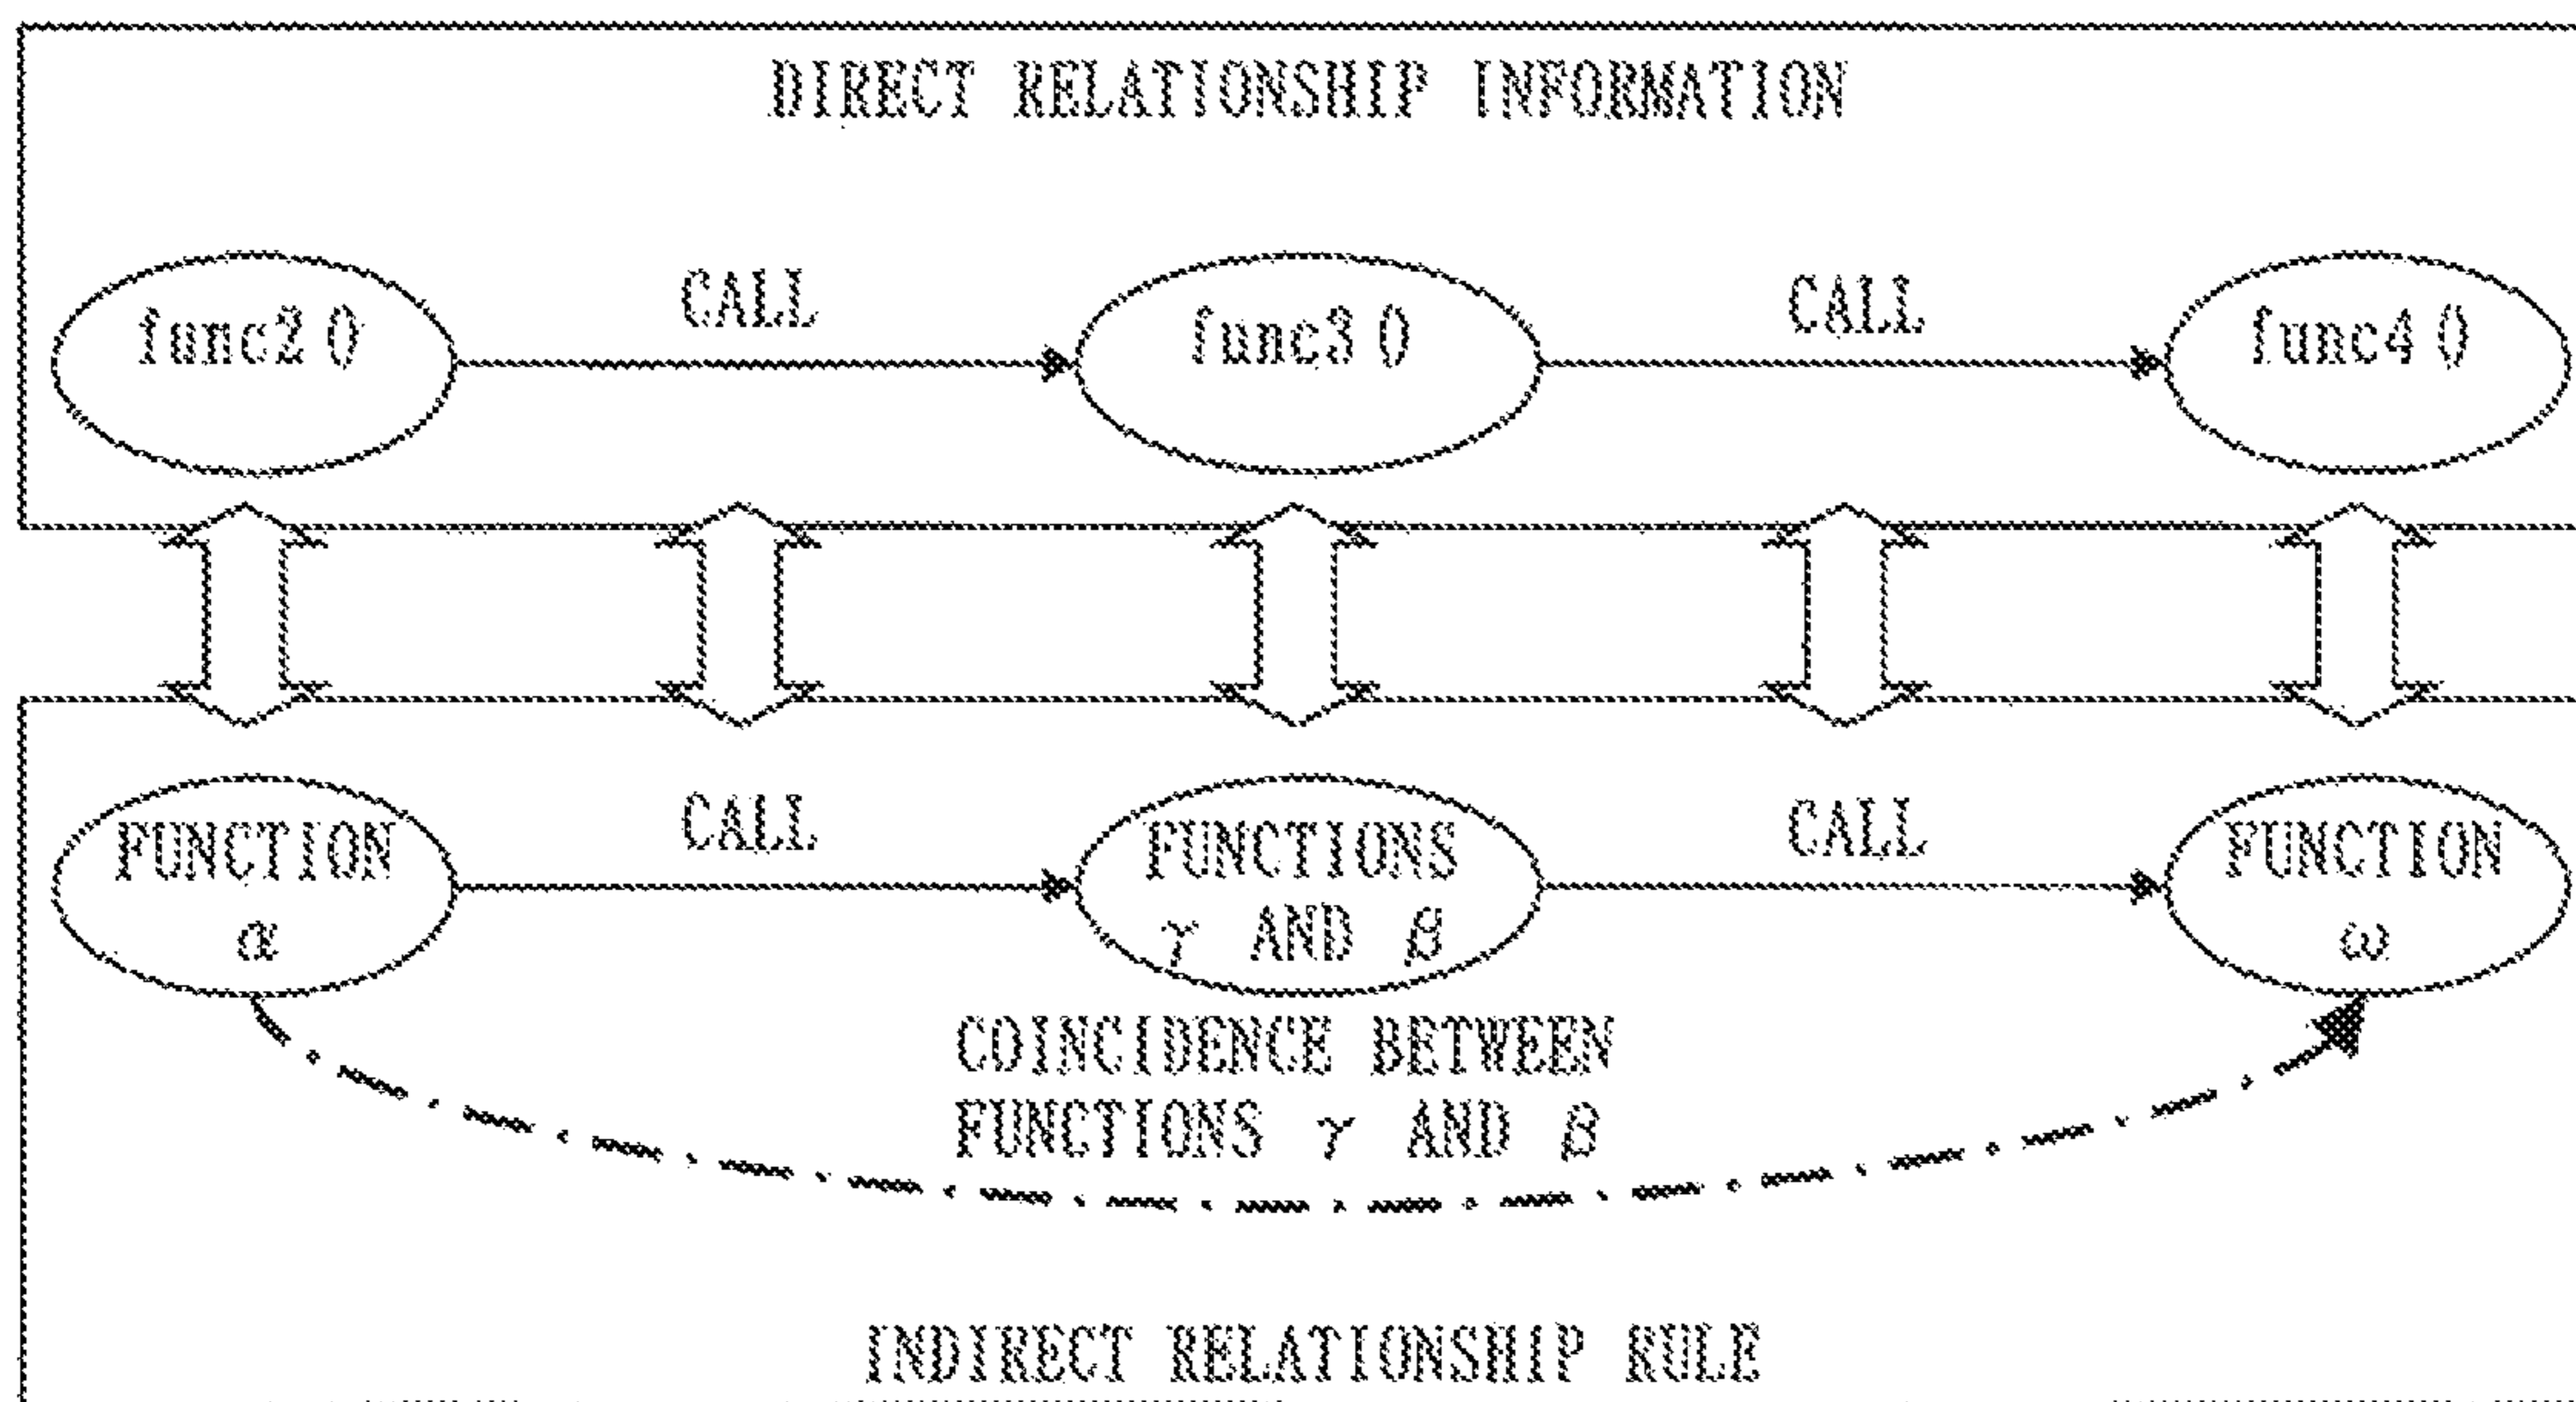 DIRECT RELATIONSHIP INFORMATION
CALL
CALL
func2()
func3()
func4()
CALL
CALL
FUNCTION
α
FUNCTIONS
γ AND β
FUNCTION
ω
COINCIDENCE BETWEEN
FUNCTIONS γ AND β
INDIRECT RELATIONSHIP RULE